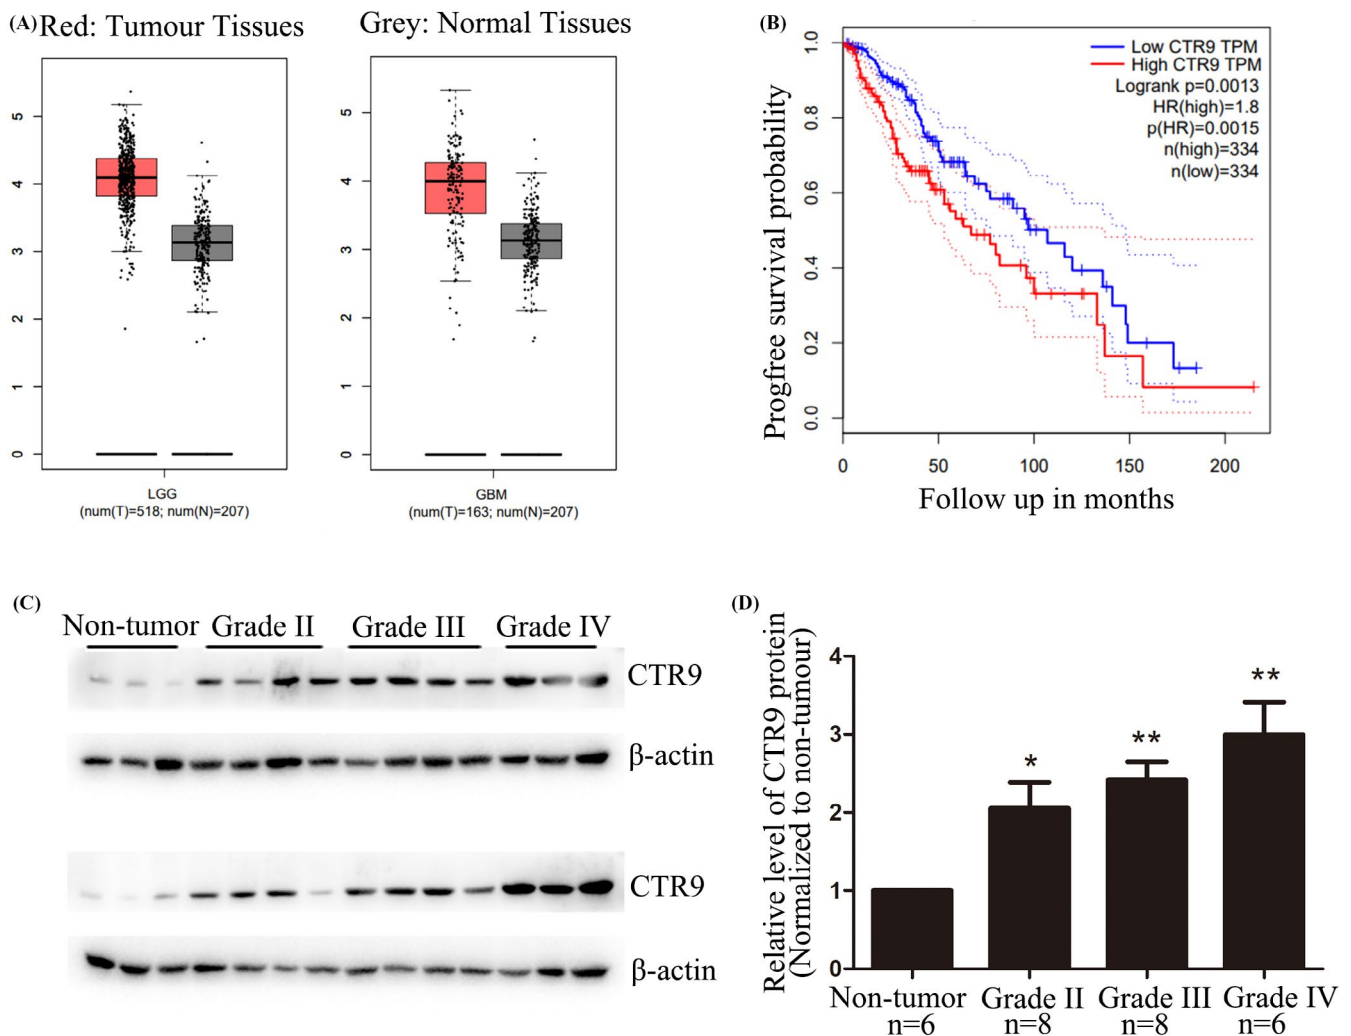 (A) Red: Tumour Tissues
Grey: Normal Tissues
5
4
3
2
1
0
LGG
(num(T)=518; num(N)=207)
5
4
3
2
1
0
GBM
(num(T)=163; num(N)=207)
(B)
Progfree survival probability
1.0
0.8
0.6
0.4
0.2
0.0
Low CTR9 TPM
High CTR9 TPM
Logrank p=0.0013
HR(high)=1.8
p(HR)=0.0015
n(high)=334
n(low)=334
0 50 100 150 200
Follow up in months
(C)
Non-tumor Grade II Grade III Grade IV
CTR9
β-actin
CTR9
β-actin
(D)
Relative level of CTR9 protein
(Normalized to non-tumour)
4
3
2
1
0
*
**
**
Non-tumor Grade II Grade III Grade IV
n=6 n=8 n=8 n=6